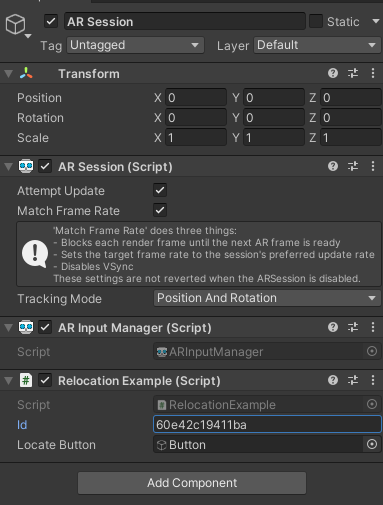 AR Session Static
Tag Untagged Layer Default
Transform
Position X 0 Y 0 Z 0
Rotation X 0 Y 0 Z 0
Scale X 1 Y 1 Z 1
AR Session (Script)
Attempt Update
Match Frame Rate
'Match Frame Rate' does three things:
- Blocks each render frame until the next AR frame is ready
- Sets the target frame rate to the session's preferred update rate
- Disables VSync
These settings are not reverted when the ARSession is disabled.
Tracking Mode Position And Rotation
AR Input Manager (Script)
Script ARInputManager
Relocation Example (Script)
Script RelocationExample
Id 60e42c19411ba
Locate Button Button
Add Component